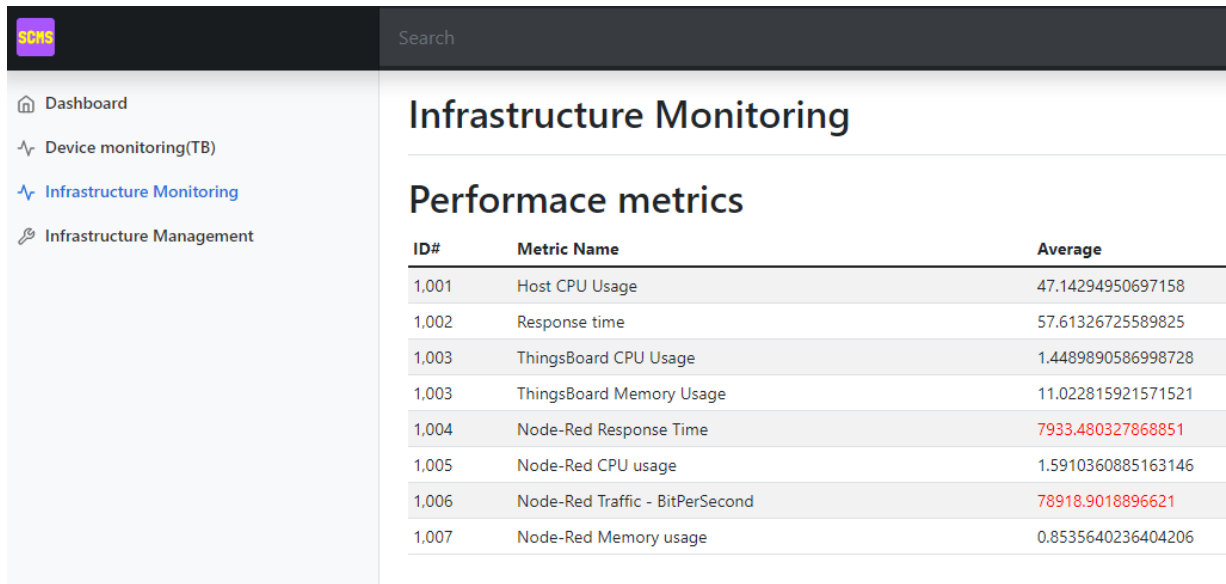 SCMS
Search
Dashboard
Device monitoring(TB)
Infrastructure Monitoring
Infrastructure Management
Infrastructure Monitoring
Performace metrics
ID# Metric Name Average
1,001 Host CPU Usage 47.14294950697158
1,002 Response time 57.61326725589825
1,003 ThingsBoard CPU Usage 1.4489890586998728
1,003 ThingsBoard Memory Usage 11.022815921571521
1,004 Node-Red Response Time 7933.480327868851
1,005 Node-Red CPU usage 1.5910360885163146
1,006 Node-Red Traffic - BitPerSecond 78918.9018896621
1,007 Node-Red Memory usage 0.8535640236404206